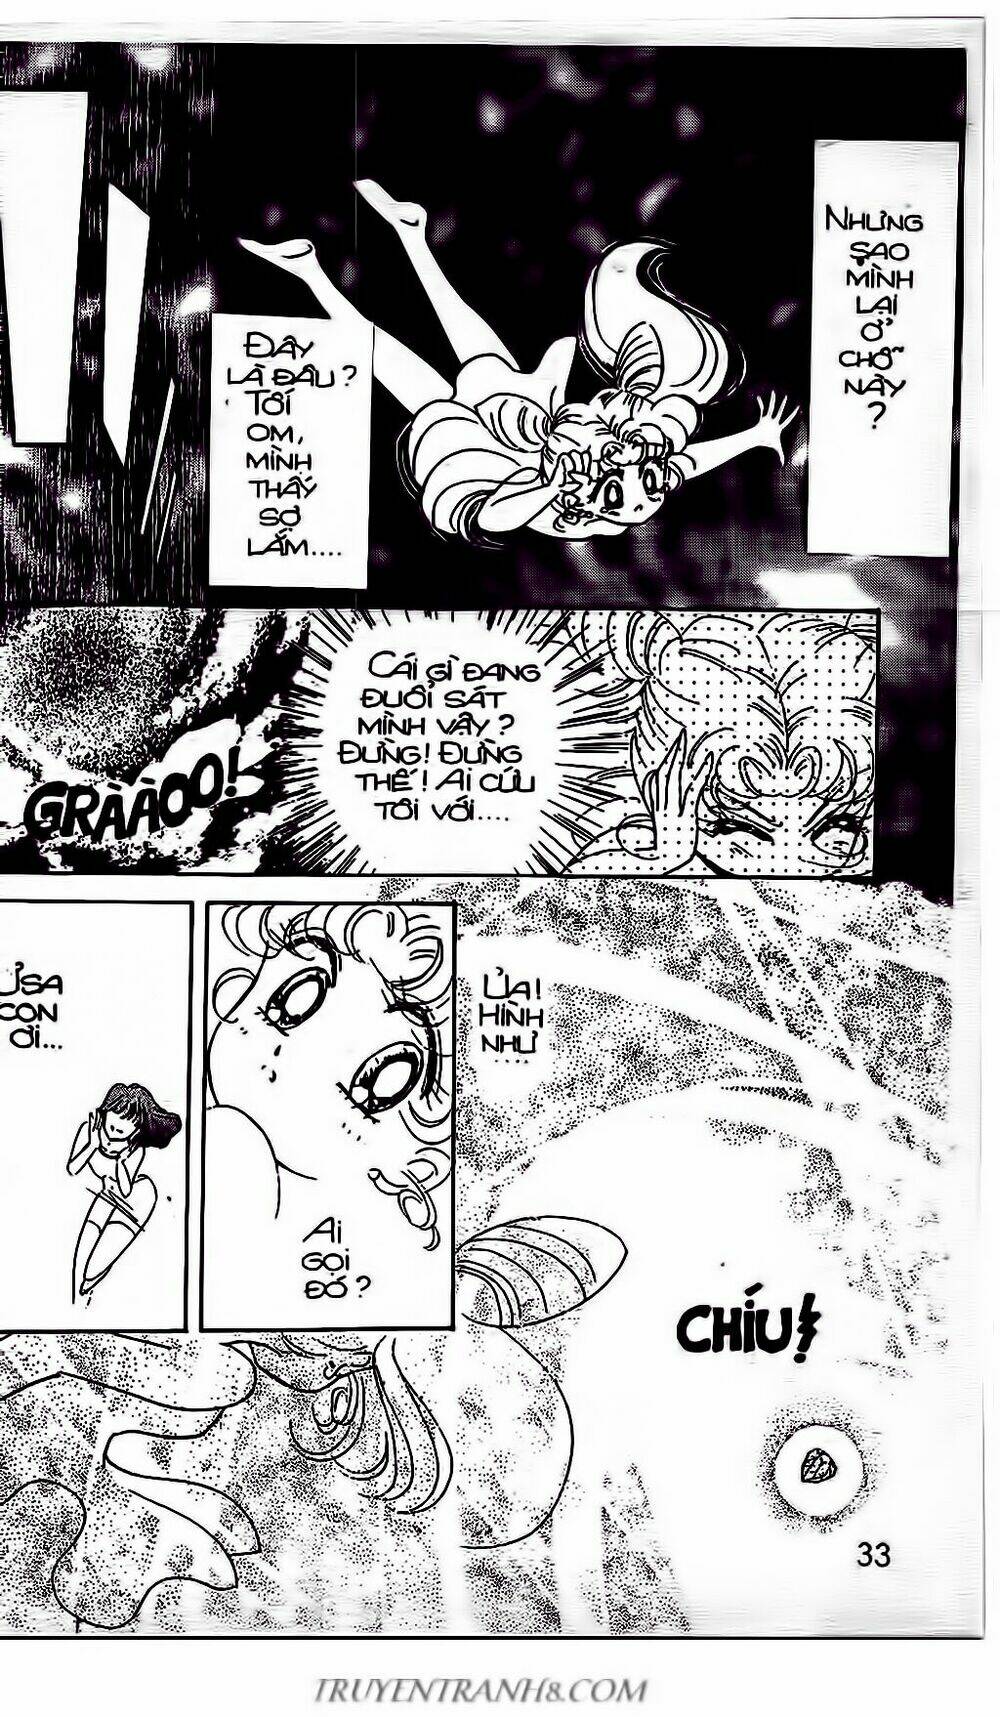 NHƯNG
SAO
MÌNH
LẠI
Ở
CHỖ
NÀY
?
ĐÂY
LÀ ĐÂU?
TỐI
OM,
MÌNH
THẤY
SỢ
LẮM....
CÁI GÌ ĐANG
ĐUỔI SÁT
MÌNH VẬY?
ĐỪNG! ĐỪNG
THẾ! AI CỨU
TÔI VỚI....
GRÀÀOO!
ỦA!
HÌNH
NHƯ
....
AI
GỌI
ĐÓ?
ƯSA
CON
ƠI...
CHÍU!
33
TRUYENTRANH8.COM